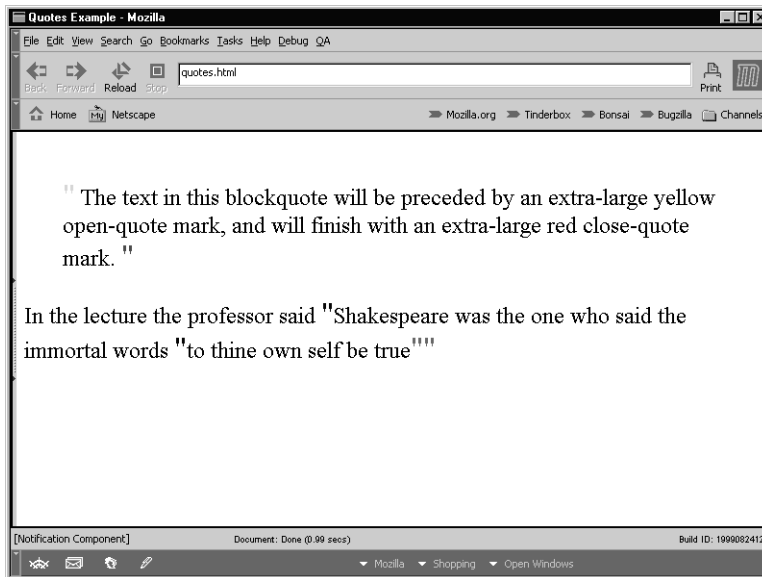 Quotes Example - Mozilla
File Edit View Search Go Bookmarks Tasks Help Debug QA
Back Forward Reload Stop quotes.html Print
Home My Netscape Mozilla.org Tinderbox Bonsai Bugzilla Channels
" The text in this blockquote will be preceded by an extra-large yellow
open-quote mark, and will finish with an extra-large red close-quote
mark. "
In the lecture the professor said "Shakespeare was the one who said the
immortal words "to thine own self be true""
[Notification Component] Document: Done (0.99 secs) Build ID: 1999082412
Mozilla Shopping Open Windows